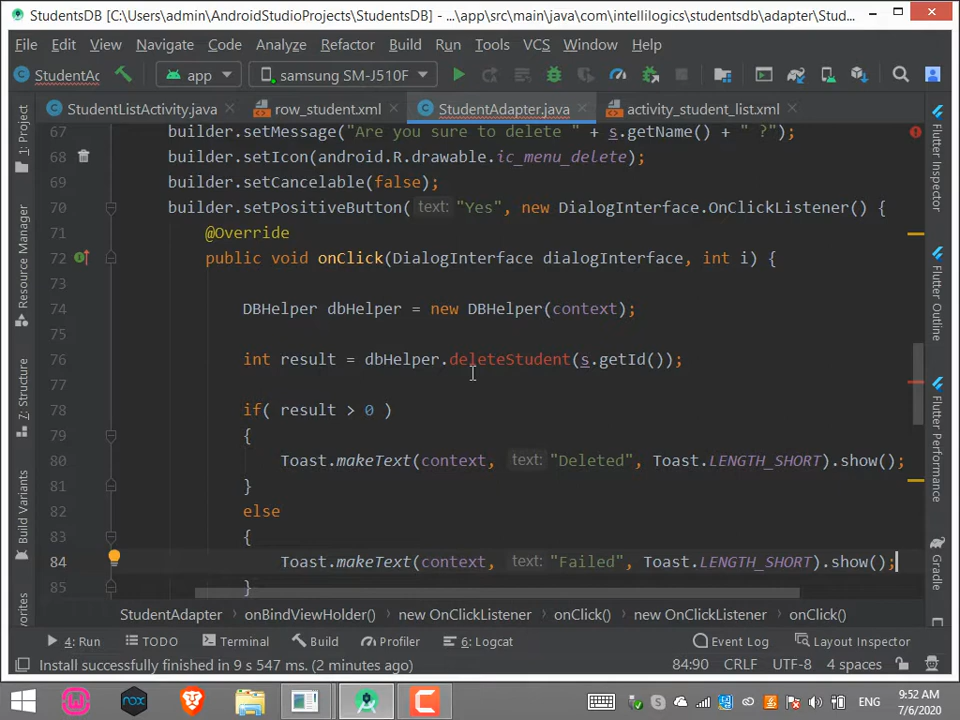 StudentsDB [C:\Users\admin\AndroidStudioProjects\StudentsDB] - ...\app\src\main\java\com\intellilogics\studentsdb\adapter\Stud...
File Edit View Navigate Code Analyze Refactor Build Run Tools VCS Window Help
StudentAc app samsung SM-J510F
StudentListActivity.java row_student.xml StudentAdapter.java activity_student_list.xml
67 builder.setMessage("Are you sure to delete " + s.getName() + " ?");
68 builder.setIcon(android.R.drawable.ic_menu_delete);
69 builder.setCancelable(false);
70 builder.setPositiveButton( text: "Yes", new DialogInterface.OnClickListener() {
71 @Override
72 public void onClick(DialogInterface dialogInterface, int i) {
73
74 DBHelper dbHelper = new DBHelper(context);
75
76 int result = dbHelper.deleteStudent(s.getId());
77
78 if( result > 0 )
79 {
80 Toast.makeText(context, text: "Deleted", Toast.LENGTH_SHORT).show();
81 }
82 else
83 {
84 Toast.makeText(context, text: "Failed", Toast.LENGTH_SHORT).show();
85 }
1: Project
Resource Manager
7: Structure
Build Variants
vorites
Flutter Inspector
Flutter Outline
Flutter Performance
Gradle
StudentAdapter onBindViewHolder() new OnClickListener onClick() new OnClickListener onClick()
4: Run TODO Terminal Build Profiler 6: Logcat Event Log Layout Inspector
Install successfully finished in 9 s 547 ms. (2 minutes ago) 84:90 CRLF UTF-8 4 spaces
nox ENG 9:52 AM
7/6/2020